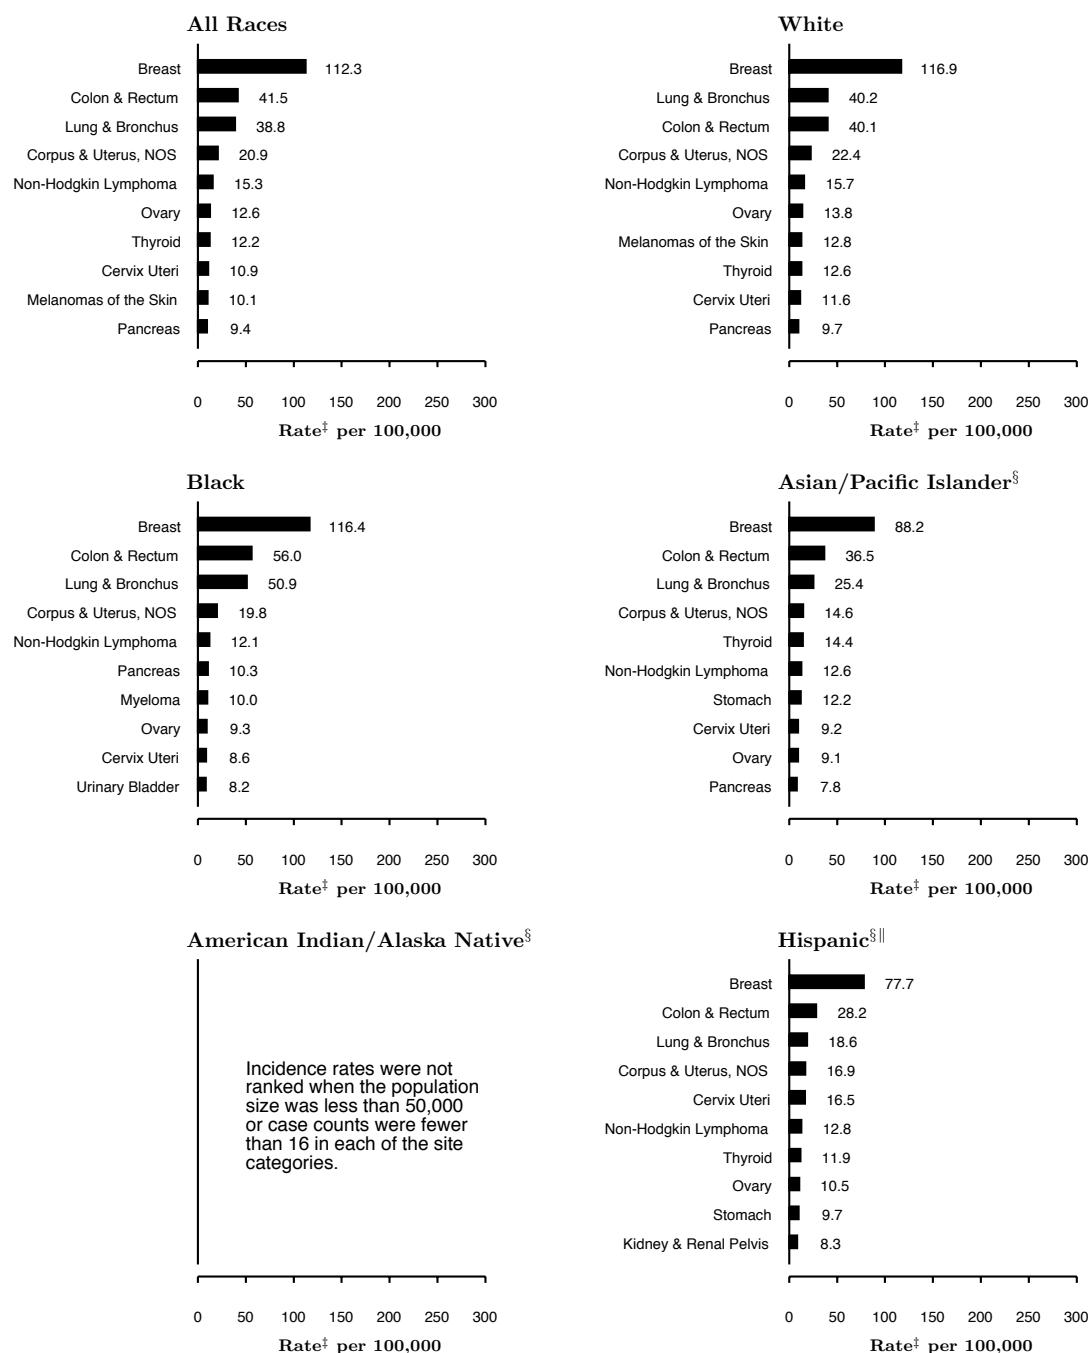 All Races
Breast 112.3
Colon & Rectum 41.5
Lung & Bronchus 38.8
Corpus & Uterus, NOS 20.9
Non-Hodgkin Lymphoma 15.3
Ovary 12.6
Thyroid 12.2
Cervix Uteri 10.9
Melanomas of the Skin 10.1
Pancreas 9.4
0 50 100 150 200 250 300
Rate‡ per 100,000
White
Breast 116.9
Lung & Bronchus 40.2
Colon & Rectum 40.1
Corpus & Uterus, NOS 22.4
Non-Hodgkin Lymphoma 15.7
Ovary 13.8
Melanomas of the Skin 12.8
Thyroid 12.6
Cervix Uteri 11.6
Pancreas 9.7
0 50 100 150 200 250 300
Rate‡ per 100,000
Black
Breast 116.4
Colon & Rectum 56.0
Lung & Bronchus 50.9
Corpus & Uterus, NOS 19.8
Non-Hodgkin Lymphoma 12.1
Pancreas 10.3
Myeloma 10.0
Ovary 9.3
Cervix Uteri 8.6
Urinary Bladder 8.2
0 50 100 150 200 250 300
Rate‡ per 100,000
Asian/Pacific Islander§
Breast 88.2
Colon & Rectum 36.5
Lung & Bronchus 25.4
Corpus & Uterus, NOS 14.6
Thyroid 14.4
Non-Hodgkin Lymphoma 12.6
Stomach 12.2
Cervix Uteri 9.2
Ovary 9.1
Pancreas 7.8
0 50 100 150 200 250 300
Rate‡ per 100,000
American Indian/Alaska Native§
Incidence rates were not
ranked when the population
size was less than 50,000
or case counts were fewer
than 16 in each of the site
categories.
0 50 100 150 200 250 300
Rate‡ per 100,000
Hispanic§‖
Breast 77.7
Colon & Rectum 28.2
Lung & Bronchus 18.6
Corpus & Uterus, NOS 16.9
Cervix Uteri 16.5
Non-Hodgkin Lymphoma 12.8
Thyroid 11.9
Ovary 10.5
Stomach 9.7
Kidney & Renal Pelvis 8.3
0 50 100 150 200 250 300
Rate‡ per 100,000